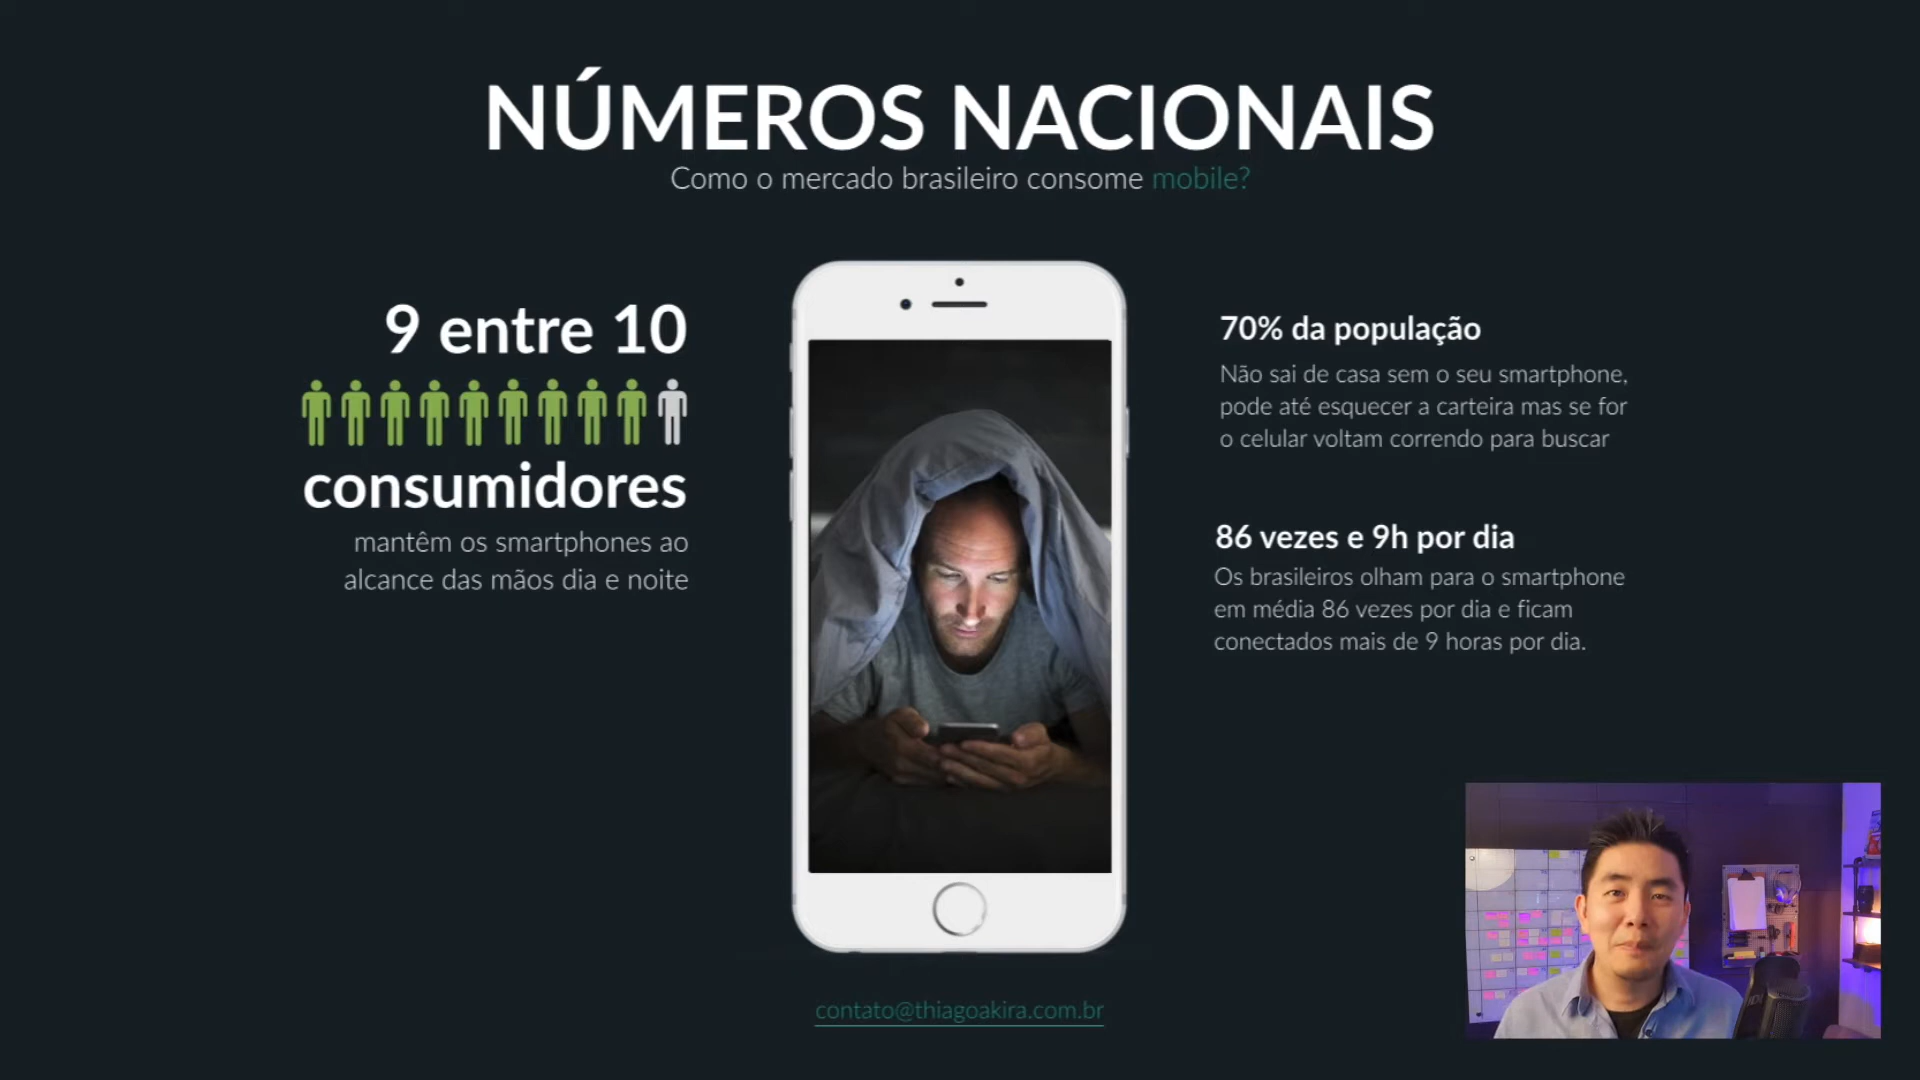 NÚMEROS NACIONAIS
Como o mercado brasileiro consome mobile?
9 entre 10
consumidores
mantêm os smartphones ao
alcance das mãos dia e noite
70% da população
Não sai de casa sem o seu smartphone,
pode até esquecer a carteira mas se for
o celular voltam correndo para buscar
86 vezes e 9h por dia
Os brasileiros olham para o smartphone
em média 86 vezes por dia e ficam
conectados mais de 9 horas por dia.
contato@thiagoakira.com.br